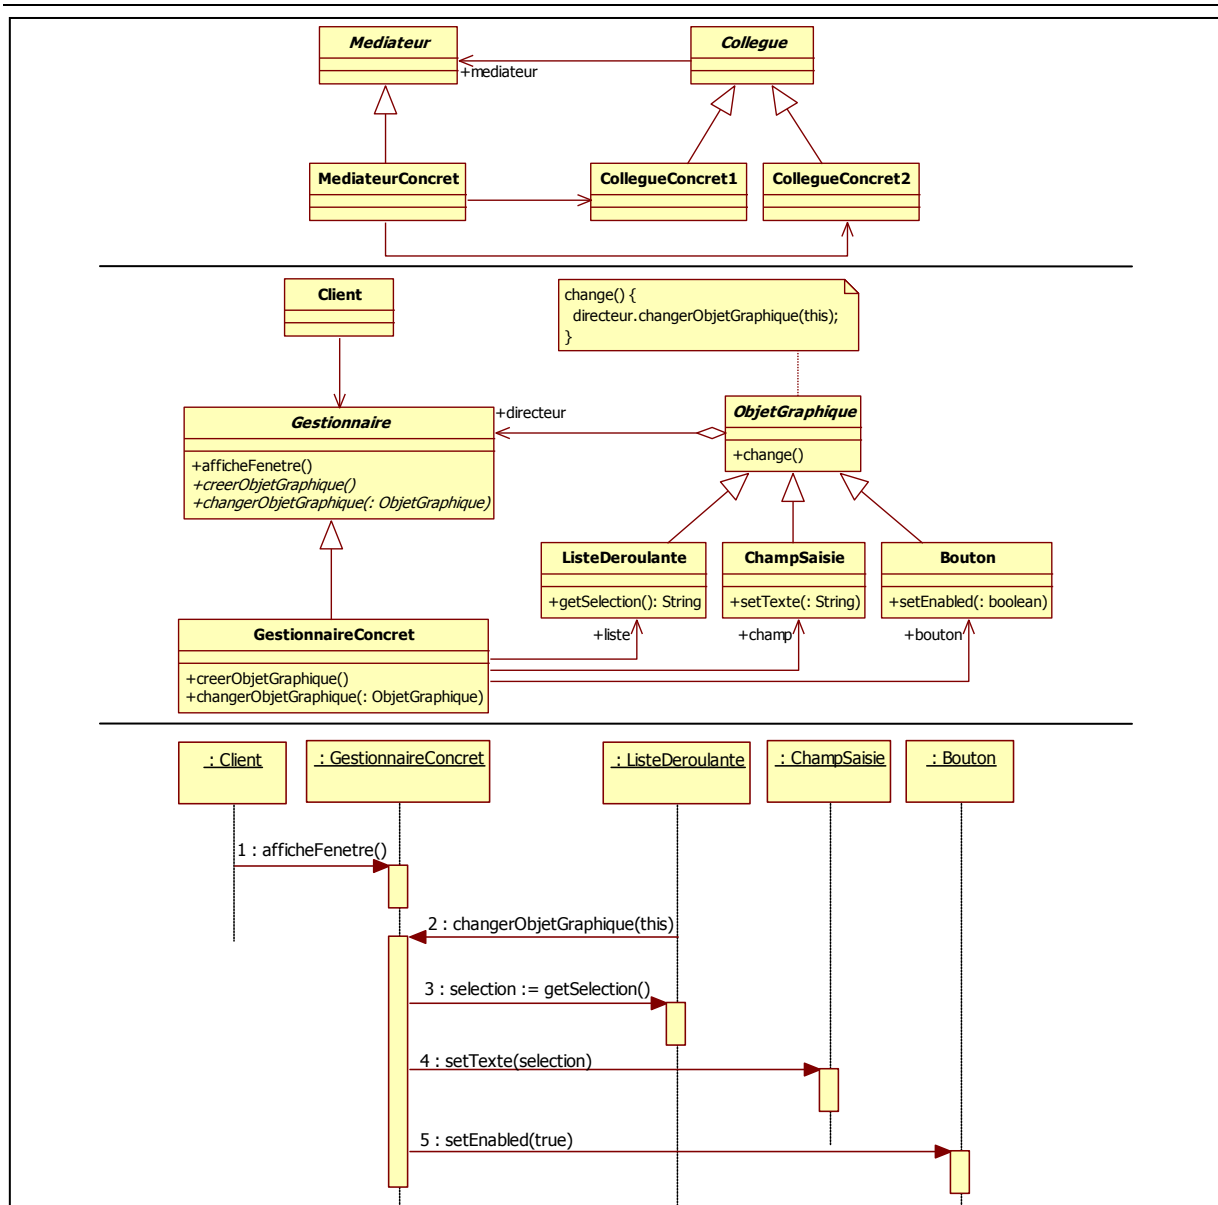 Mediateur
Collegue
+mediateur
MediateurConcret
CollegueConcret1
CollegueConcret2
Client
change() {
directeur.changerObjetGraphique(this);
}
Gestionnaire
+afficheFenetre()
+creerObjetGraphique()
+changerObjetGraphique(: ObjetGraphique)
+directeur
ObjetGraphique
+change()
ListeDeroulante
+getSelection(): String
ChampSaisie
+setTexte(: String)
Bouton
+setEnabled(: boolean)
+liste
+champ
+bouton
GestionnaireConcret
+creerObjetGraphique()
+changerObjetGraphique(: ObjetGraphique)
: Client
: GestionnaireConcret
: ListeDeroulante
: ChampSaisie
: Bouton
1 : afficheFenetre()
2 : changerObjetGraphique(this)
3 : selection := getSelection()
4 : setTexte(selection)
5 : setEnabled(true)